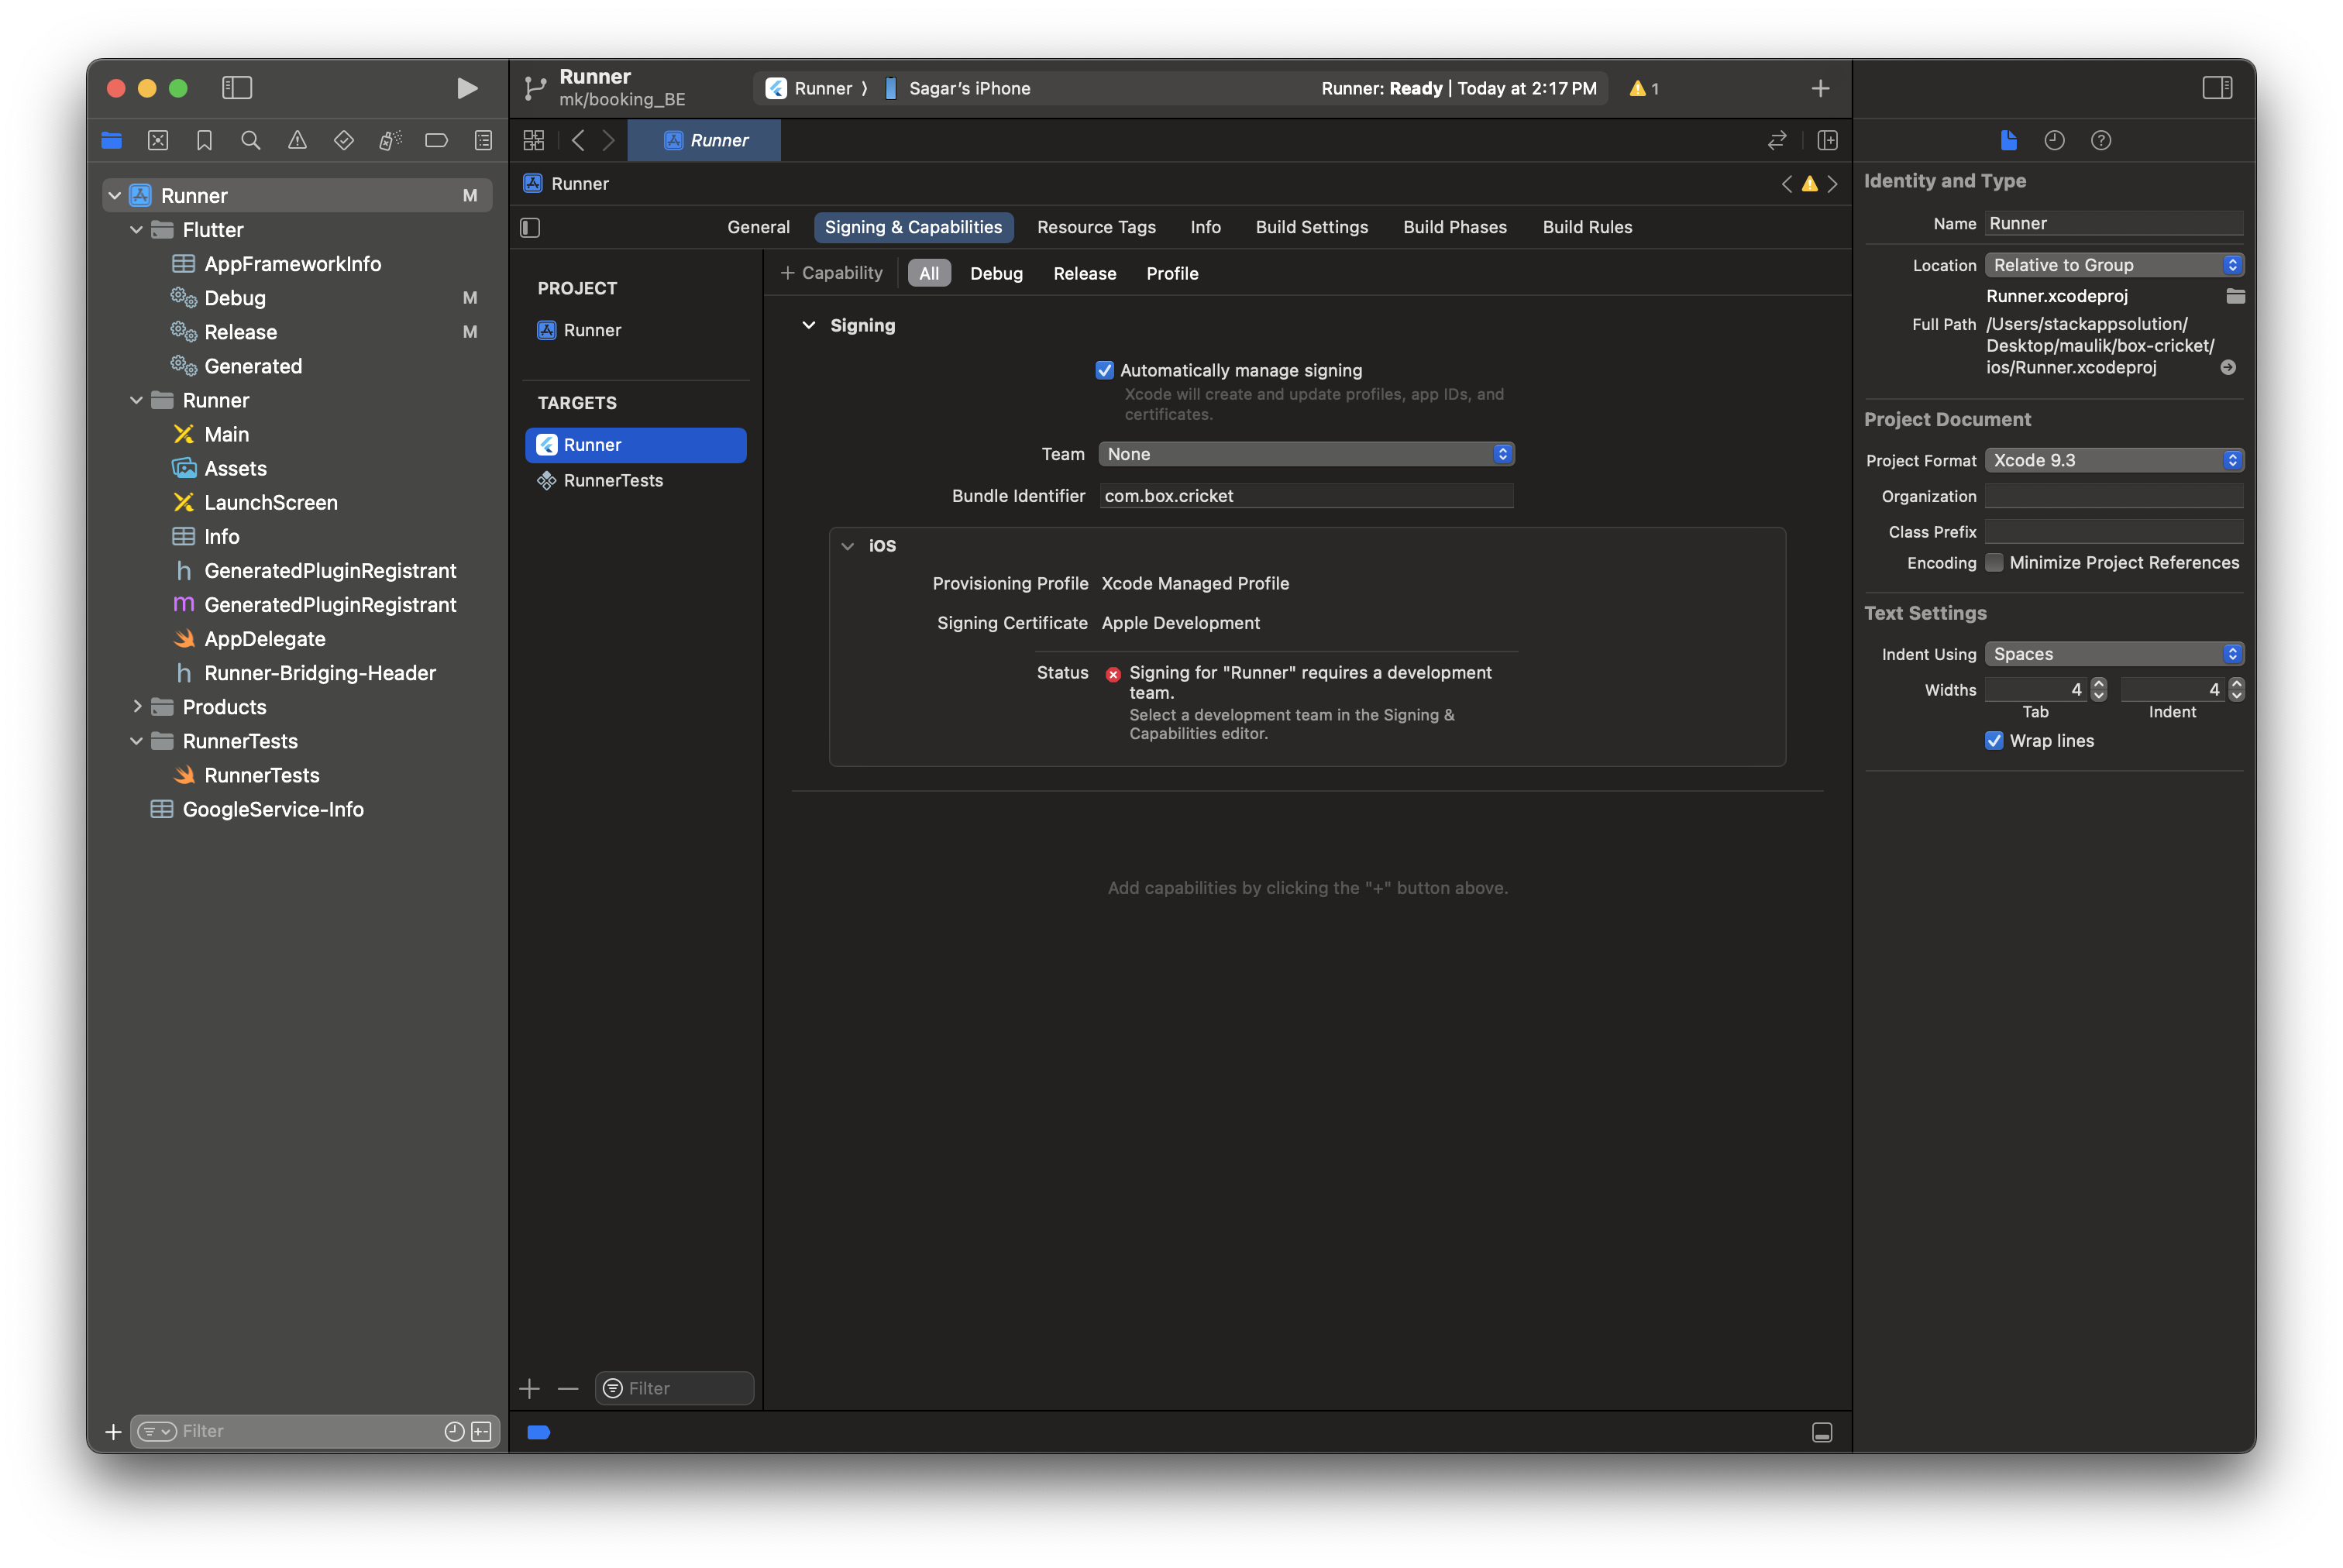 Runner
mk/booking_BE
Runner
Sagar's iPhone
Runner: Ready | Today at 2:17 PM
1
Runner
Runner M
Flutter
AppFrameworkInfo
Debug M
Release M
Generated
Runner
Main
Assets
LaunchScreen
Info
h GeneratedPluginRegistrant
m GeneratedPluginRegistrant
AppDelegate
h Runner-Bridging-Header
Products
RunnerTests
RunnerTests
GoogleService-Info
Filter
Runner
General Signing & Capabilities Resource Tags Info Build Settings Build Phases Build Rules
PROJECT
Runner
TARGETS
Runner
RunnerTests
Filter
+ Capability All Debug Release Profile
Signing
Automatically manage signing
Xcode will create and update profiles, app IDs, and
certificates.
Team None
Bundle Identifier com.box.cricket
iOS
Provisioning Profile Xcode Managed Profile
Signing Certificate Apple Development
Status Signing for "Runner" requires a development
team.
Select a development team in the Signing &
Capabilities editor.
Add capabilities by clicking the "+" button above.
Identity and Type
Name Runner
Location Relative to Group
Runner.xcodeproj
Full Path /Users/stackappsolution/
Desktop/maulik/box-cricket/
ios/Runner.xcodeproj
Project Document
Project Format Xcode 9.3
Organization
Class Prefix
Encoding Minimize Project References
Text Settings
Indent Using Spaces
Widths 4 4
Tab Indent
Wrap lines